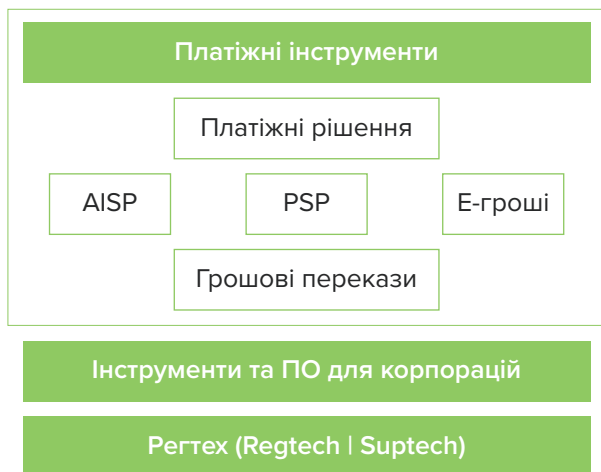 Платіжні інструменти
Платіжні рішення
AISP
PSP
Е-гроші
Грошові перекази
Інструменти та ПО для корпорацій
Регтех (Regtech | Suptech)